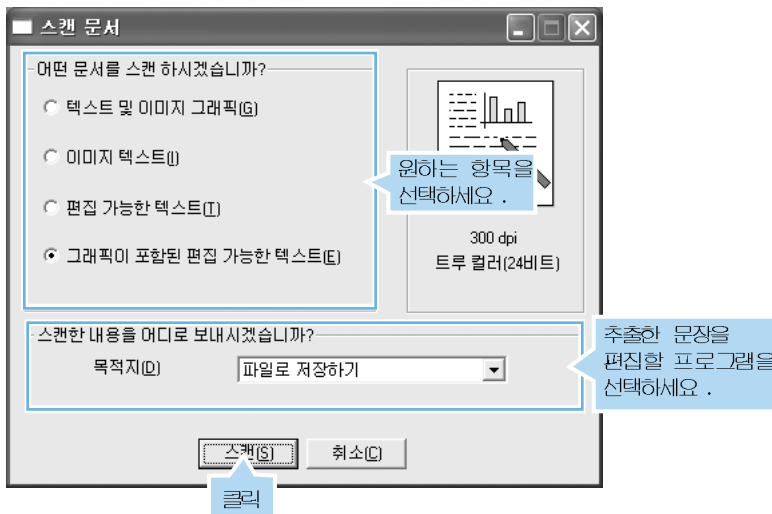 스캔 문서
어떤 문서를 스캔 하시겠습니까?
텍스트 및 이미지 그래픽(G)
이미지 텍스트(I)
편집 가능한 텍스트(T)
그래픽이 포함된 편집 가능한 텍스트(E)
원하는 항목을
선택하세요 .
300 dpi
트루 컬러(24비트)
스캔한 내용을 어디로 보내시겠습니까?
목적지(D)
파일로 저장하기
추출한 문장을
편집할 프로그램을
선택하세요 .
스캔(S)
취소(C)
클릭